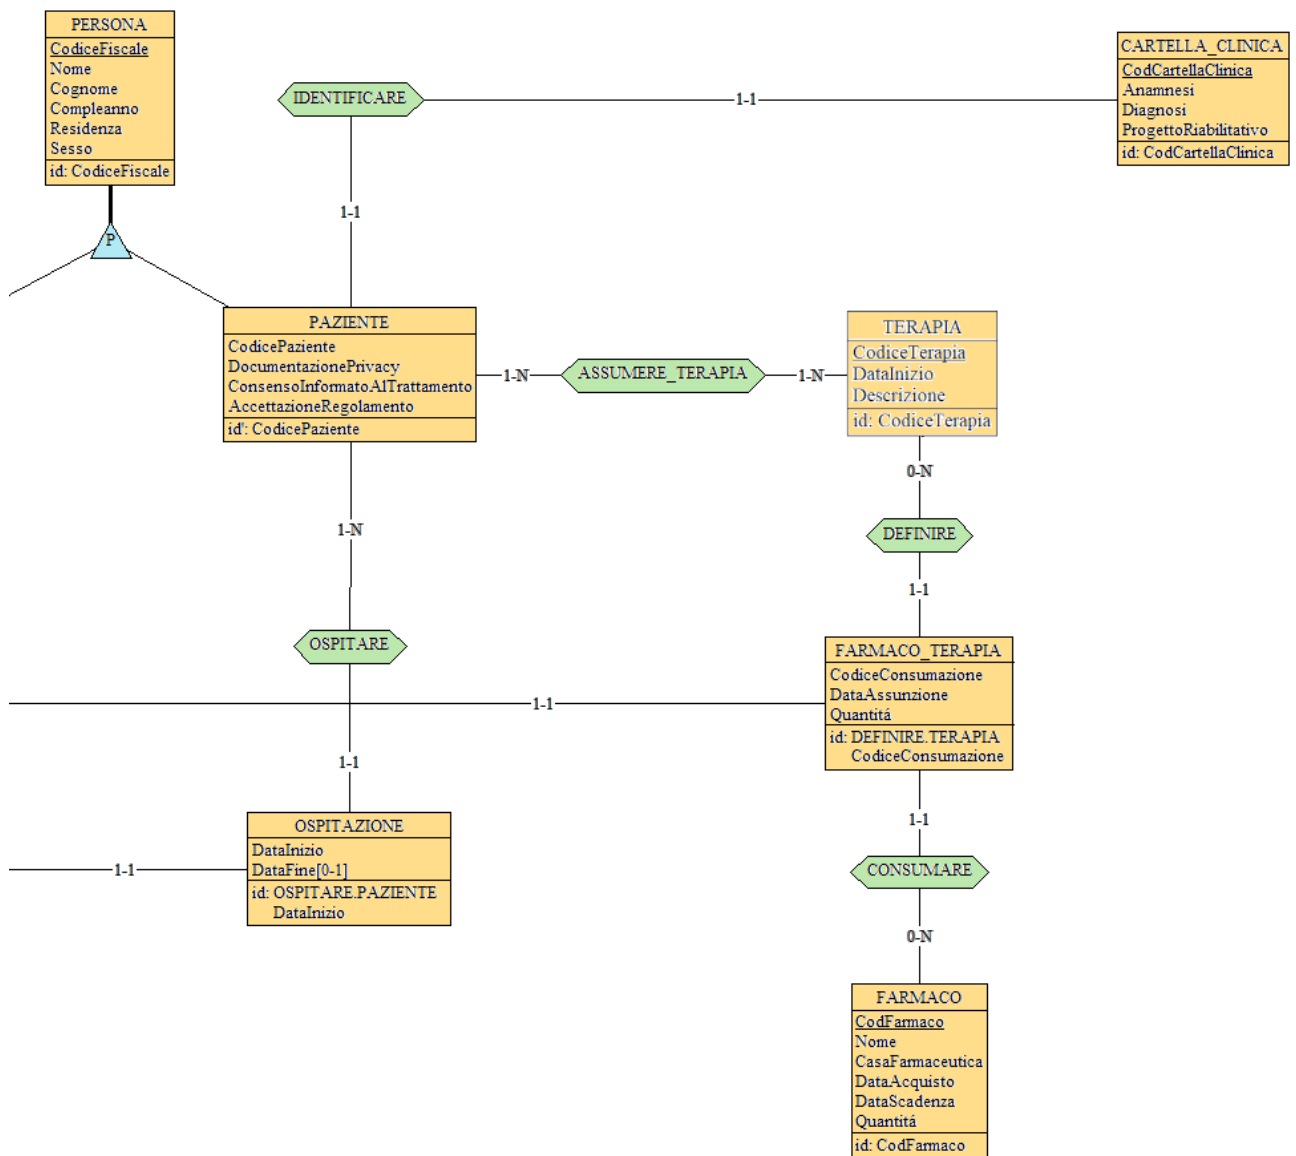 PERSONA
CodiceFiscale
Nome
Cognome
Compleanno
Residenza
Sesso
id: CodiceFiscale
P
IDENTIFICARE
1-1
1-1
CARTELLA_CLINICA
CodCartellaClinica
Anamnesi
Diagnosi
ProgettoRiabilitativo
id: CodCartellaClinica
PAZIENTE
CodicePaziente
DocumentazionePrivacy
ConsensoInformatoAlTrattamento
AccettazioneRegolamento
id': CodicePaziente
1-N
ASSUMERE_TERAPIA
1-N
TERAPIA
CodiceTerapia
DataInizio
Descrizione
id: CodiceTerapia
0-N
DEFINIRE
1-1
1-N
OSPITARE
1-1
FARMACO_TERAPIA
CodiceConsumazione
DataAssunzione
Quantitá
id: DEFINIRE.TERAPIA
CodiceConsumazione
1-1
1-1
OSPITAZIONE
DataInizio
DataFine[0-1]
id: OSPITARE.PAZIENTE
DataInizio
1-1
CONSUMARE
0-N
FARMACO
CodFarmaco
Nome
CasaFarmaceutica
DataAcquisto
DataScadenza
Quantitá
id: CodFarmaco